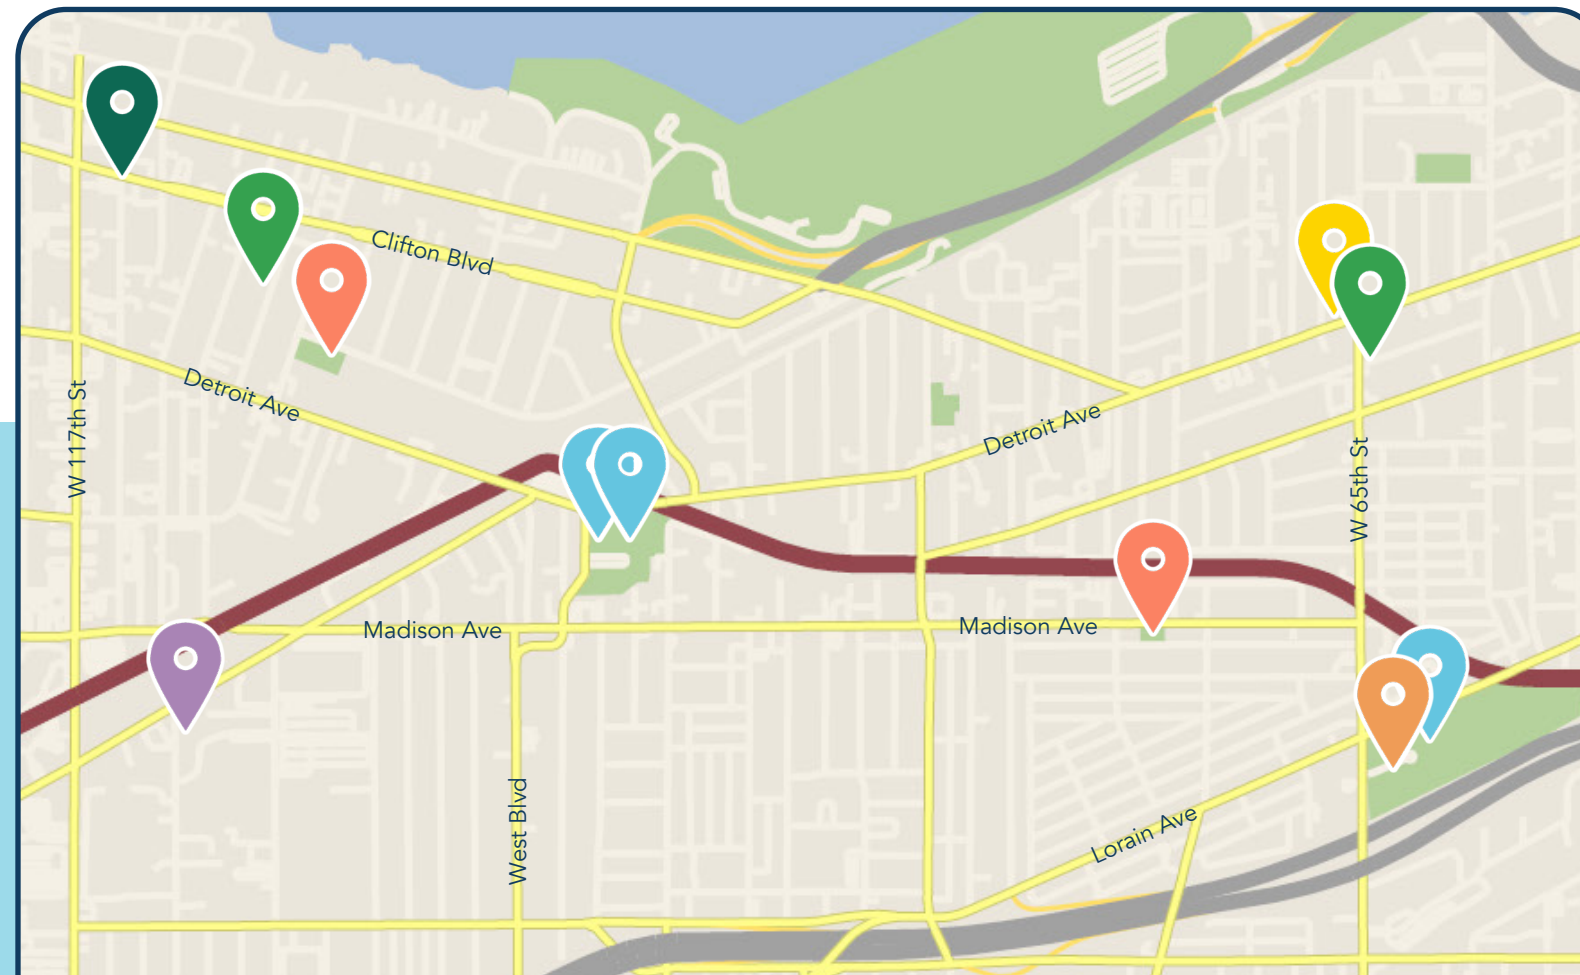 Clifton Blvd
Detroit Ave
W 117th St
Detroit Ave
W 65th St
Madison Ave
Madison Ave
West Blvd
Lorain Ave